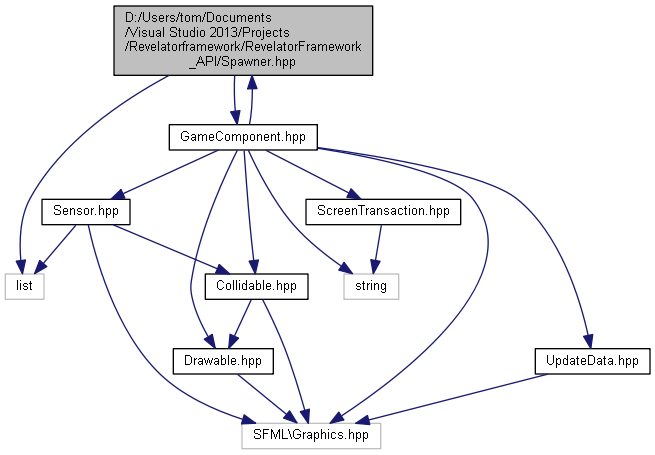 D:/Users/tom/Documents
/Visual Studio 2013/Projects
/Revelatorframework/RevelatorFramework
_API/Spawner.hpp
GameComponent.hpp
Sensor.hpp
ScreenTransaction.hpp
list
Collidable.hpp
string
Drawable.hpp
UpdateData.hpp
SFML\Graphics.hpp